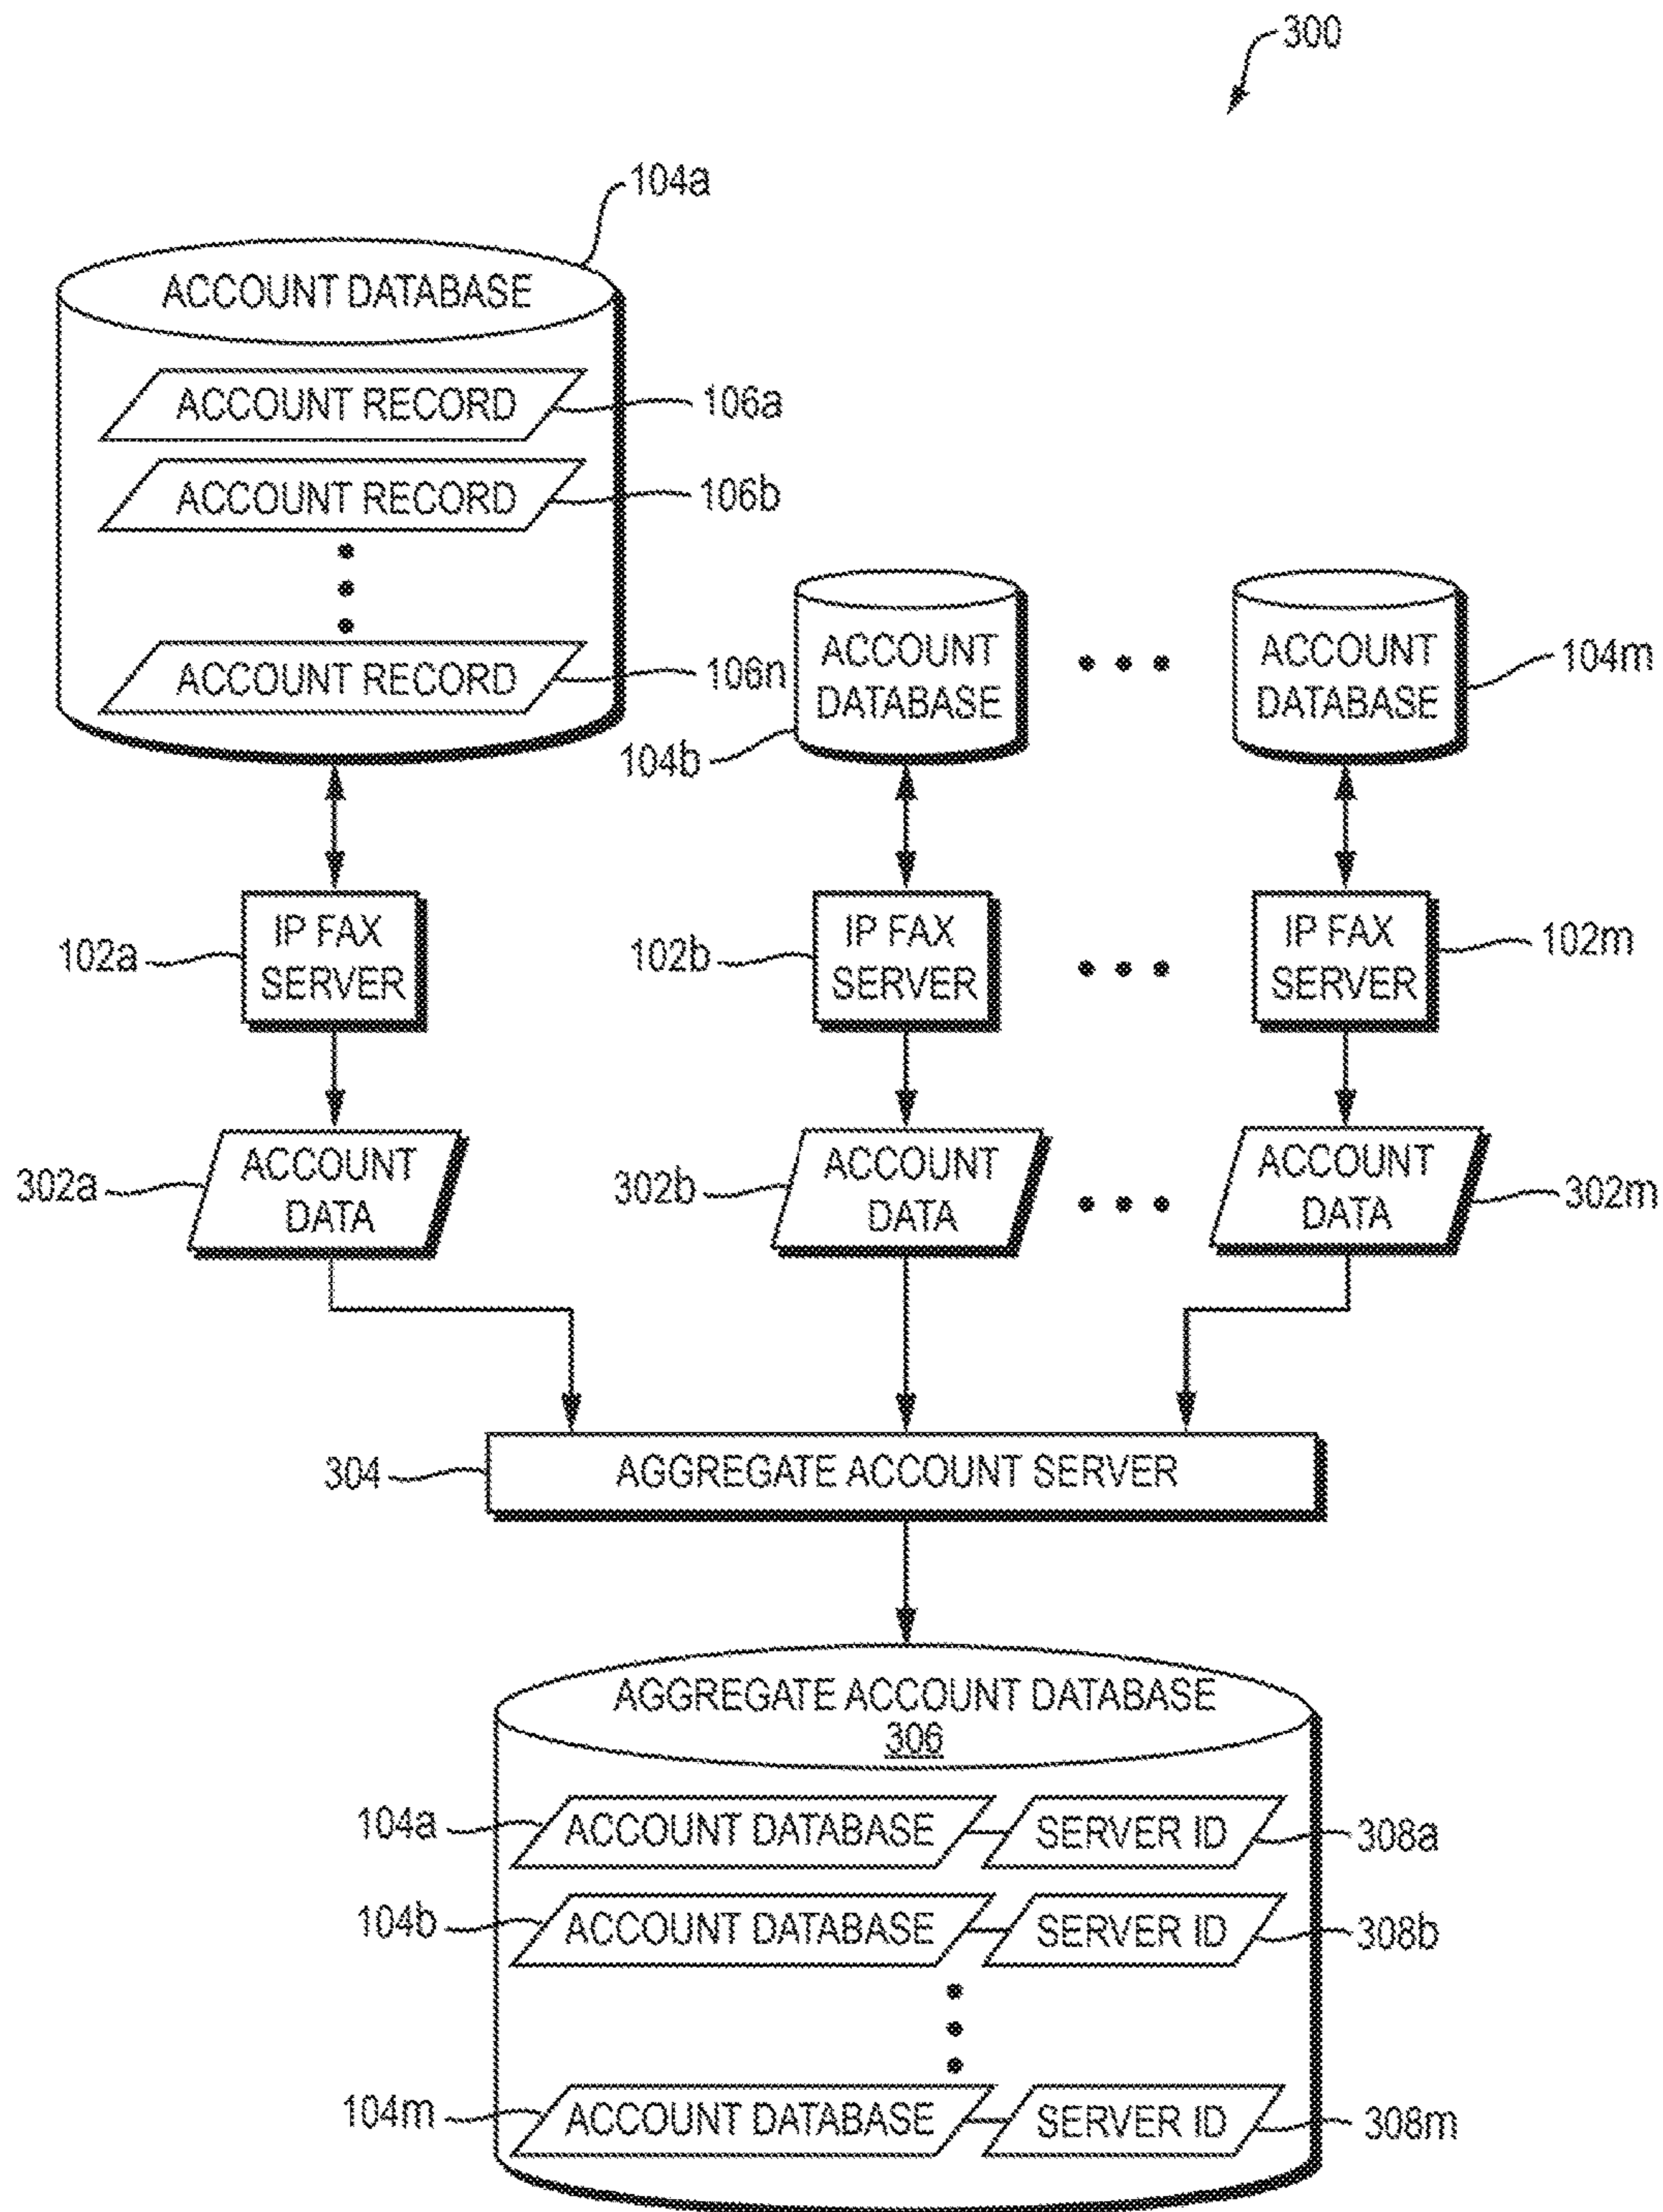 300
104a
ACCOUNT DATABASE
ACCOUNT RECORD
106a
ACCOUNT RECORD
106b
ACCOUNT RECORD
106n
ACCOUNT
DATABASE
104b
ACCOUNT
DATABASE
104m
102a
IP FAX
SERVER
102b
IP FAX
SERVER
IP FAX
SERVER
102m
302a
ACCOUNT
DATA
302b
ACCOUNT
DATA
ACCOUNT
DATA
302m
304
AGGREGATE ACCOUNT SERVER
AGGREGATE ACCOUNT DATABASE
306
104a
ACCOUNT DATABASE
SERVER ID
308a
104b
ACCOUNT DATABASE
SERVER ID
308b
104m
ACCOUNT DATABASE
SERVER ID
308m